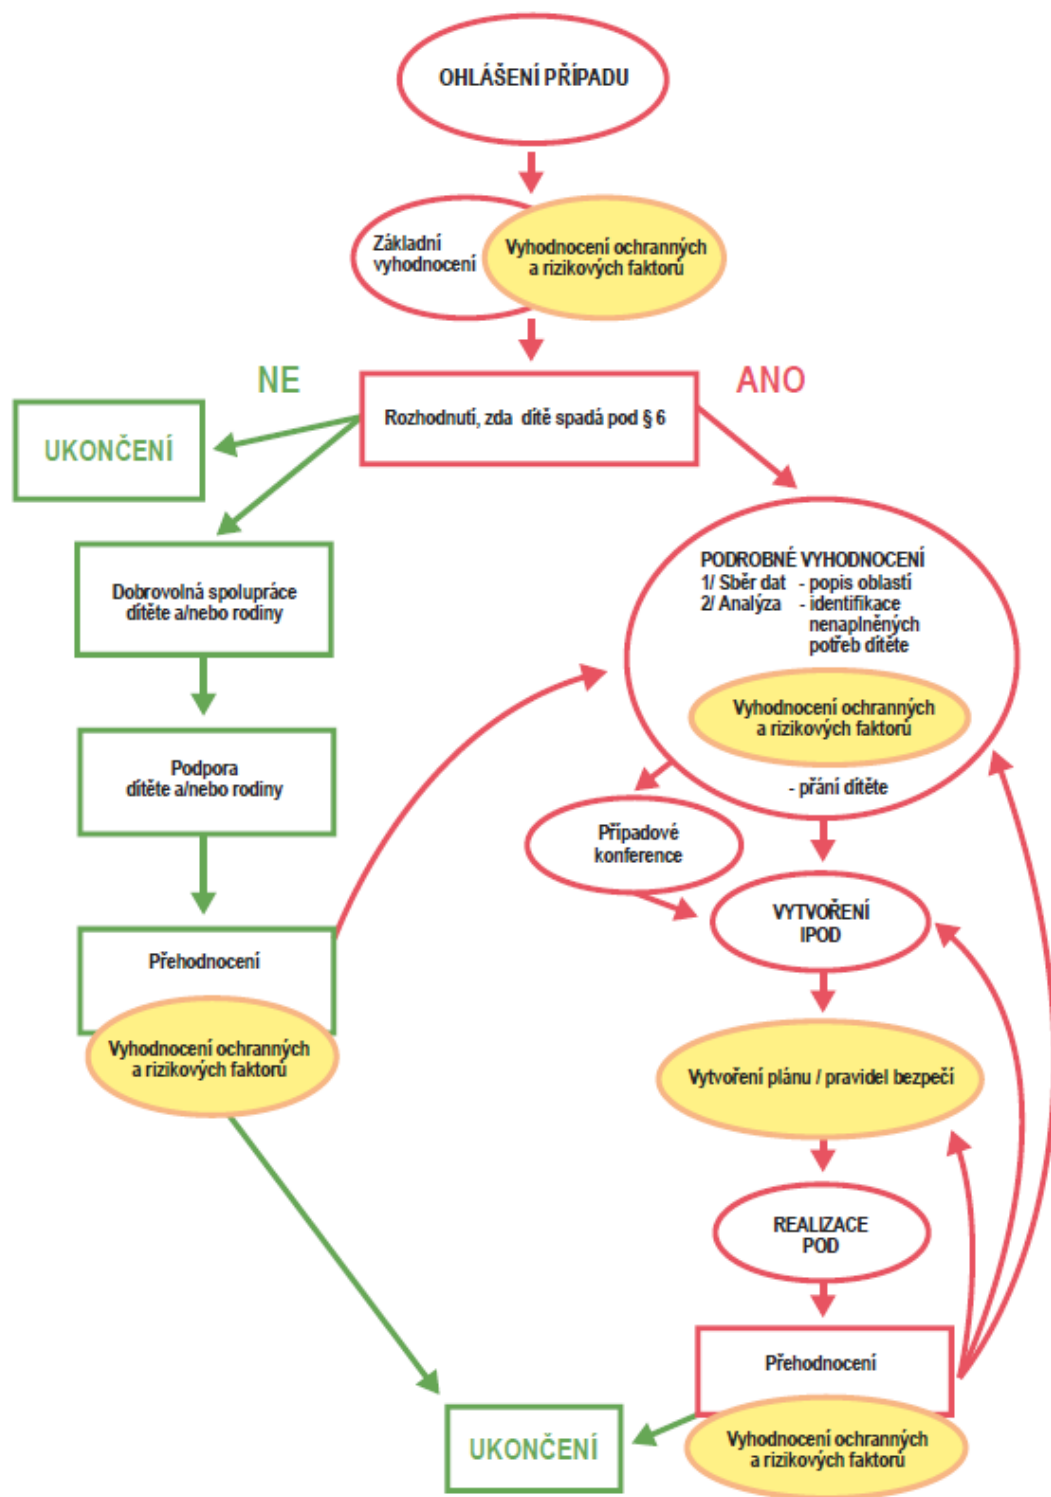 OHLÁŠENÍ PŘÍPADU
Základní
vyhodnocení
Vyhodnocení ochranných
a rizikových faktorů
NE
ANO
Rozhodnutí, zda dítě spadá pod § 6
UKONČENÍ
Dobrovolná spolupráce
dítěte a/nebo rodiny
Podpora
dítěte a/nebo rodiny
Přehodnocení
Vyhodnocení ochranných
a rizikových faktorů
PODROBNÉ VYHODNOCENÍ
1/ Sběr dat - popis oblastí
2/ Analýza - identifikace
nenaplněných
potřeb dítěte
Vyhodnocení ochranných
a rizikových faktorů
- přání dítěte
Případové
konference
VYTVOŘENÍ
IPOD
Vytvoření plánu / pravidel bezpečí
REALIZACE
POD
Přehodnocení
Vyhodnocení ochranných
a rizikových faktorů
UKONČENÍ